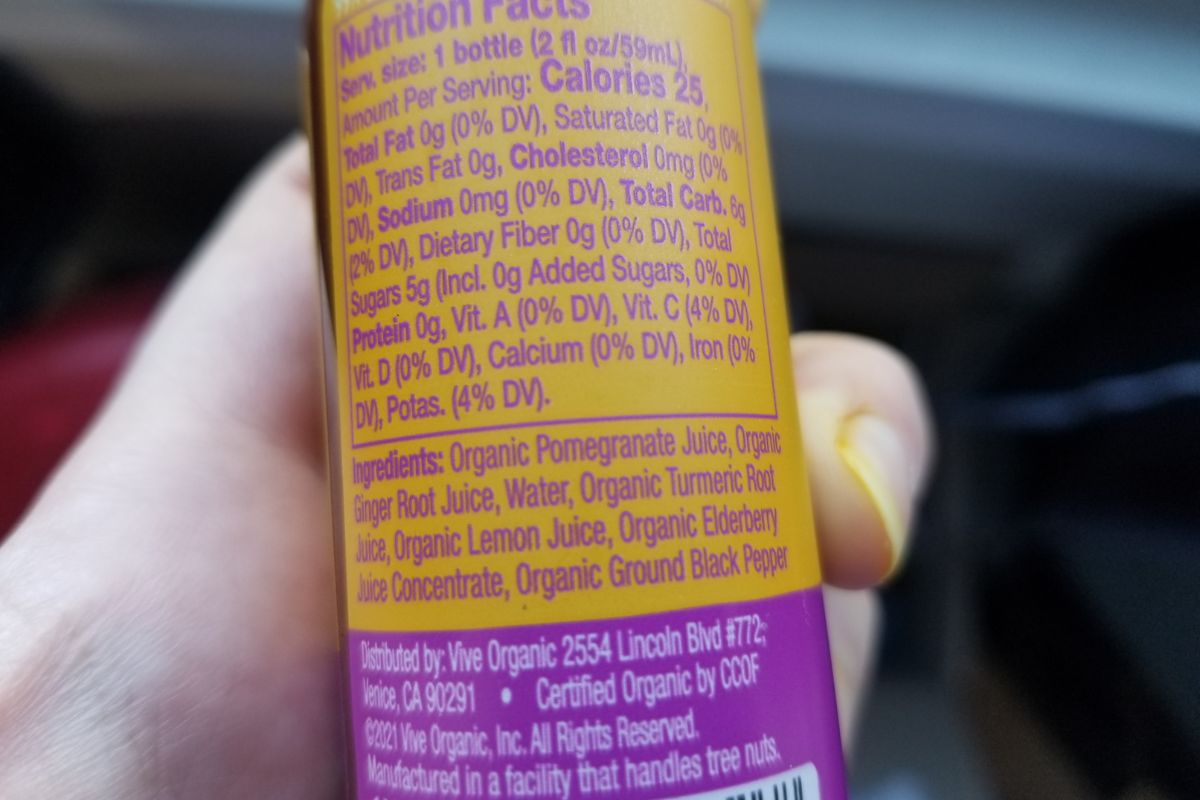 Nutrition Facts
Serv. size: 1 bottle (2 fl oz/59mL),
Amount Per Serving: Calories 25,
Total Fat 0g (0% DV), Saturated Fat 0g (0%
DV), Trans Fat 0g, Cholesterol 0mg (0%
DV), Sodium 0mg (0% DV), Total Carb. 6g
(2% DV), Dietary Fiber 0g (0% DV), Total
Sugars 5g (Incl. 0g Added Sugars, 0% DV)
Protein 0g, Vit. A (0% DV), Vit. C (4% DV),
Vit. D (0% DV), Calcium (0% DV), Iron (0%
DV), Potas. (4% DV).
Ingredients: Organic Pomegranate Juice, Organic
Ginger Root Juice, Water, Organic Turmeric Root
Juice, Organic Lemon Juice, Organic Elderberry
Juice Concentrate, Organic Ground Black Pepper
Distributed by: Vive Organic 2554 Lincoln Blvd #772,
Venice, CA 90291 • Certified Organic by CCOF
©2021 Vive Organic, Inc. All Rights Reserved.
Manufactured in a facility that handles tree nuts.